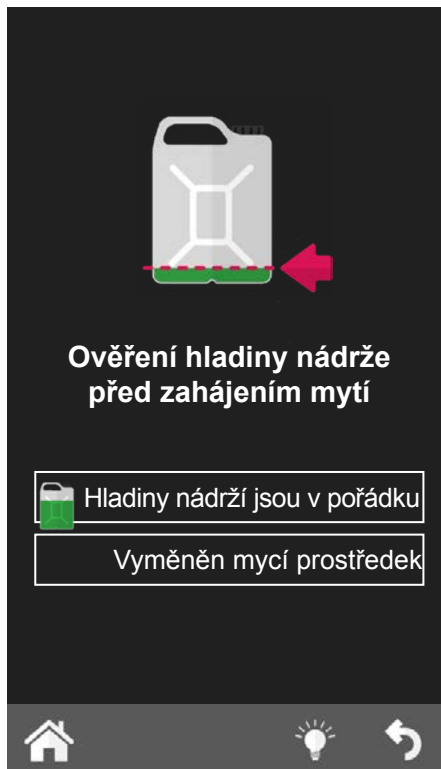 Ověření hladiny nádrže
před zahájením mytí
Hladiny nádrží jsou v pořádku
Vyměněn mycí prostředek